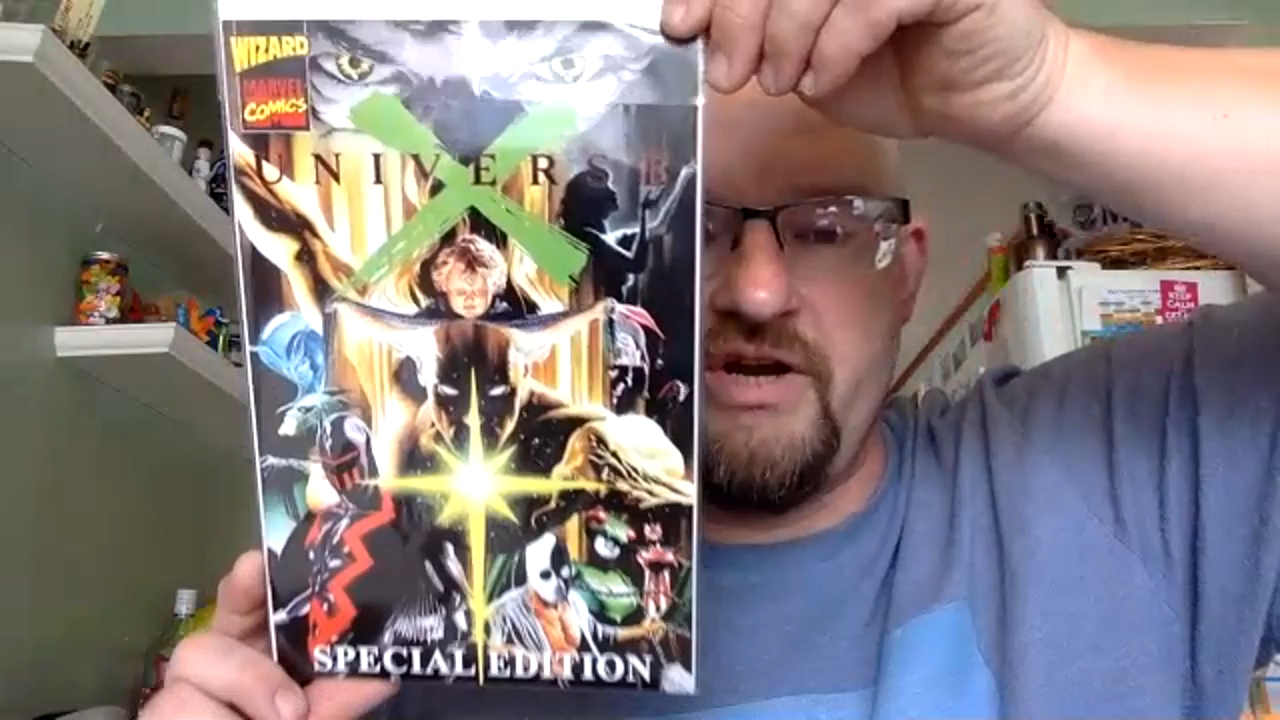 WIZARD
MARVEL
COMICS
X
UNIVERSE
SPECIAL EDITION
KEEP
CALM